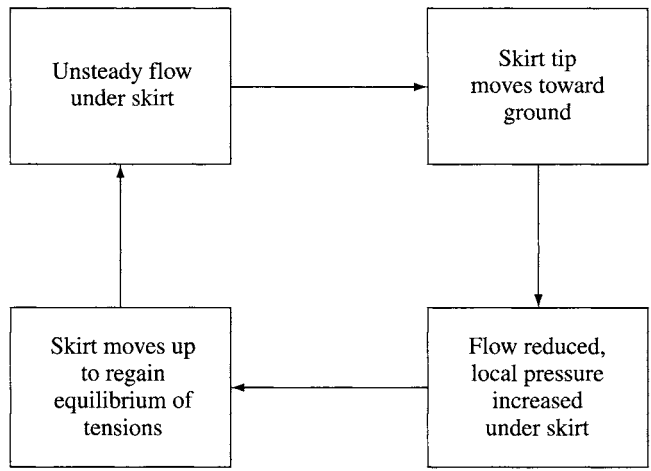 Unsteady flow
under skirt
Skirt tip
moves toward
ground
Flow reduced,
local pressure
increased
under skirt
Skirt moves up
to regain
equilibrium of
tensions